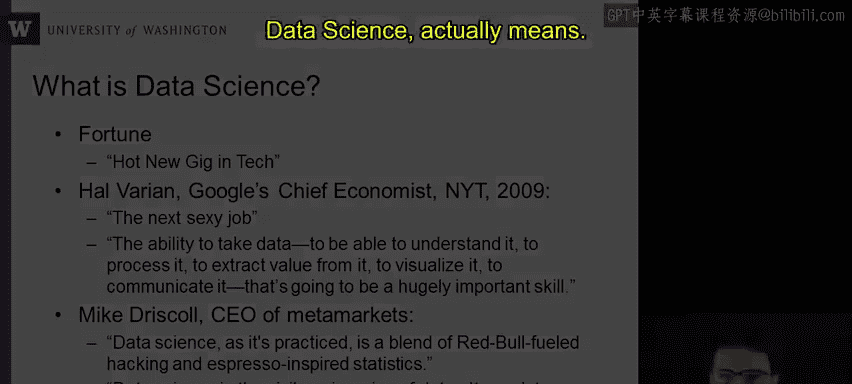 Data Science, actually means.
GPT中英字幕课程资源@bilibili.com
W UNIVERSITY of WASHINGTON
What is Data Science?
• Fortune
– “Hot New Gig in Tech”
• Hal Varian, Google’s Chief Economist, NYT, 2009:
– “The next sexy job”
– “The ability to take data—to be able to understand it, to
process it, to extract value from it, to visualize it, to
communicate it—that’s going to be a hugely important skill.”
• Mike Driscoll, CEO of metamarkets:
– “Data science, as it's practiced, is a blend of Red-Bull-fueled
hacking and espresso-inspired statistics.”